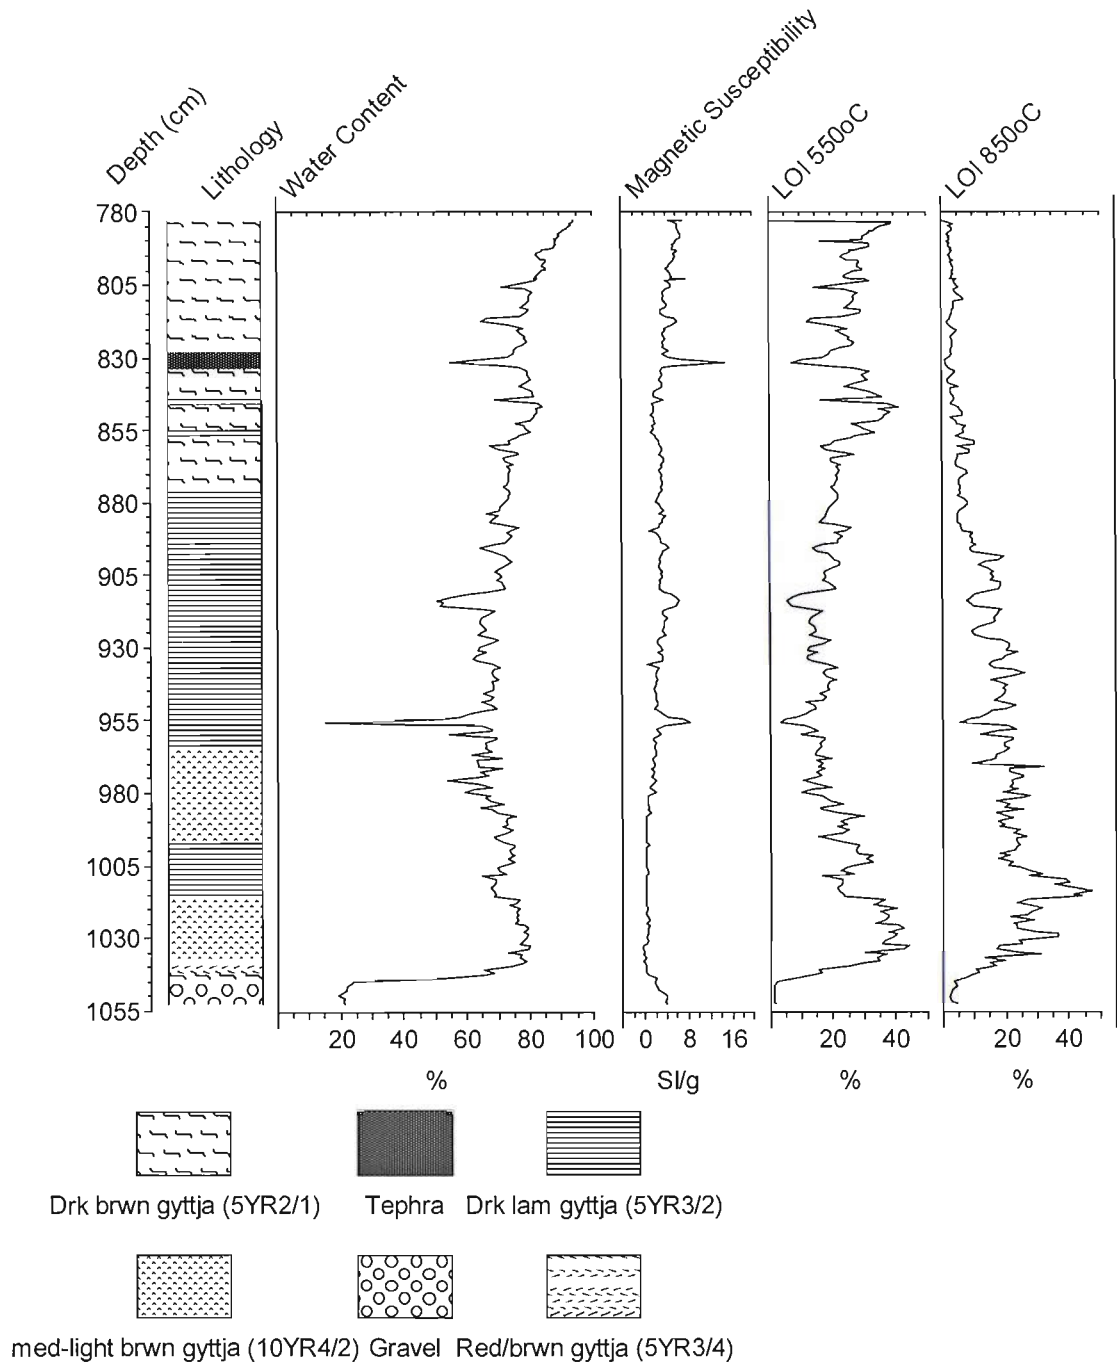 Depth (cm)
Lithology
Water Content
Magnetic Susceptibility
LOI 550oC
LOI 850oC
780
805
830
855
880
905
930
955
980
1005
1030
1055
20 40 60 80 100
0 8 16
20 40
20 40
% SI/g % %
Drk brwn gyttja (5YR2/1) Tephra Drk lam gyttja (5YR3/2)
med-light brwn gyttja (10YR4/2) Gravel Red/brwn gyttja (5YR3/4)